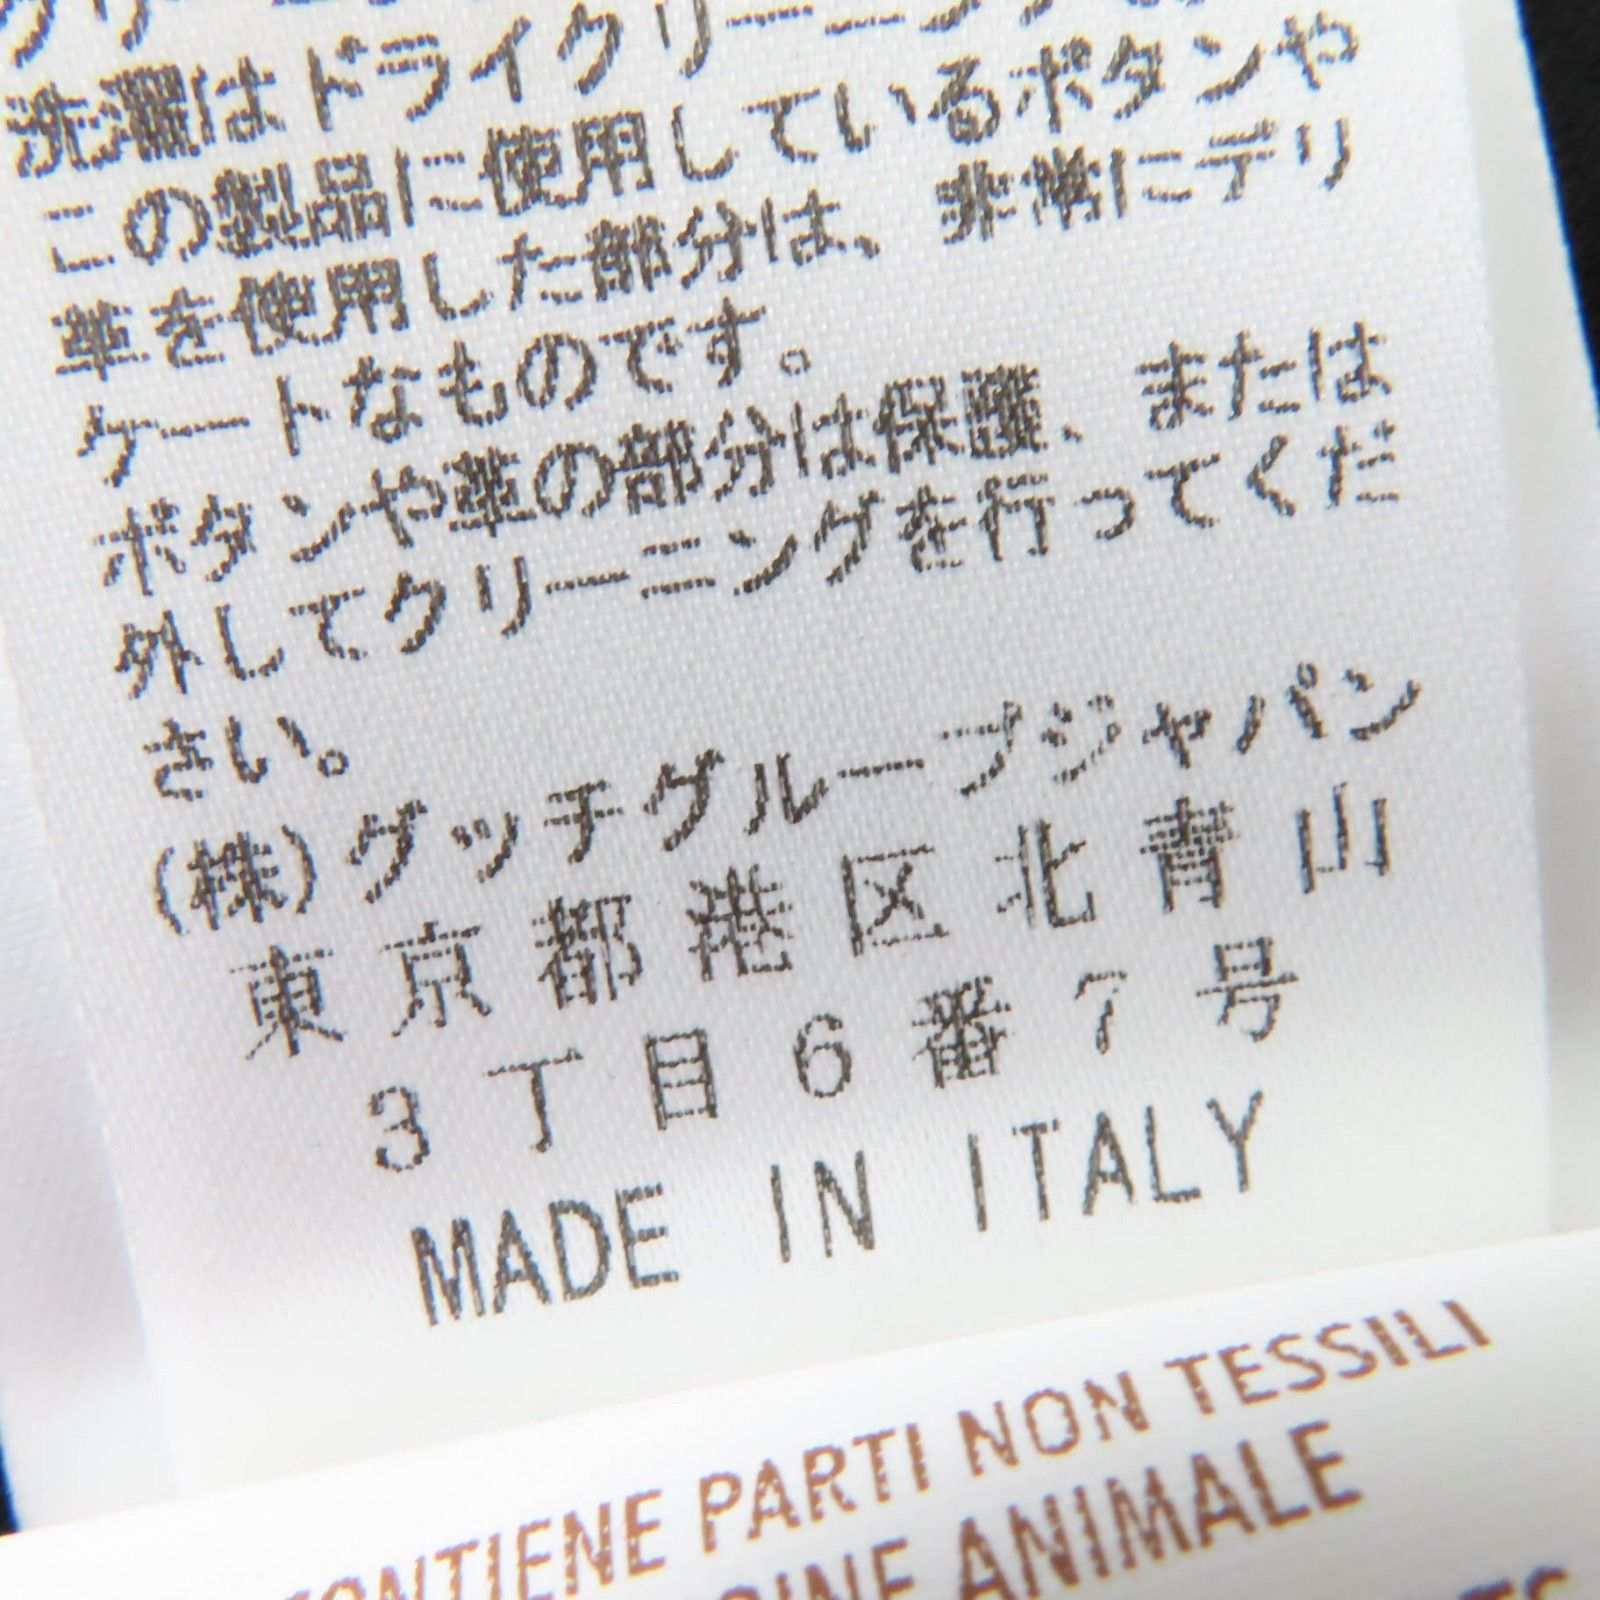 洗濯はドライクリーニング
この製品に使用しているボタンや
革を使用した部分は、非常にデリ
ケートなものです。
ボタンや革の部分は保護、または
外してクリーニングを行ってくだ
さい。
(株)グッチグループジャパン
東京都港区北青山
3丁目6番7号
MADE IN ITALY
CONTIENE PARTI NON TESSILI
ANIMALE